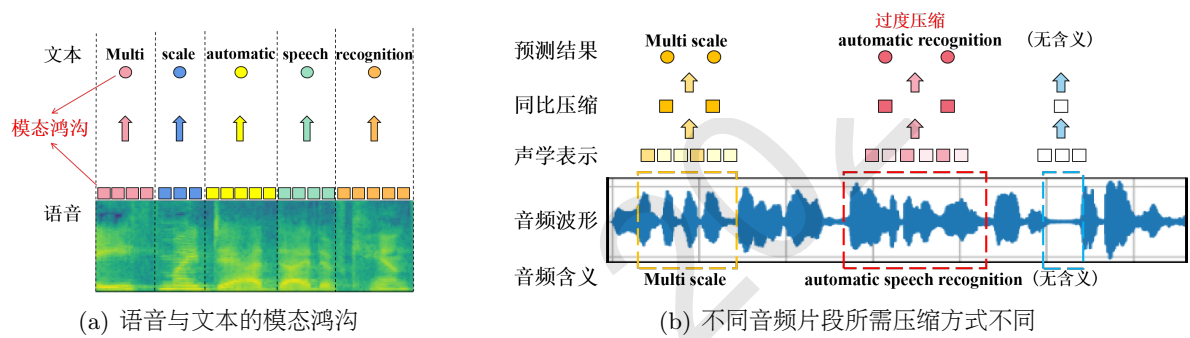 文本
Multi scale automatic speech recognition
模态鸿沟
语音
(a) 语音与文本的模态鸿沟
过度压缩
预测结果
Multi scale
automatic recognition
(无含义)
同比压缩
声学表示
音频波形
音频含义
Multi scale
automatic speech recognition
(无含义)
(b) 不同音频片段所需压缩方式不同